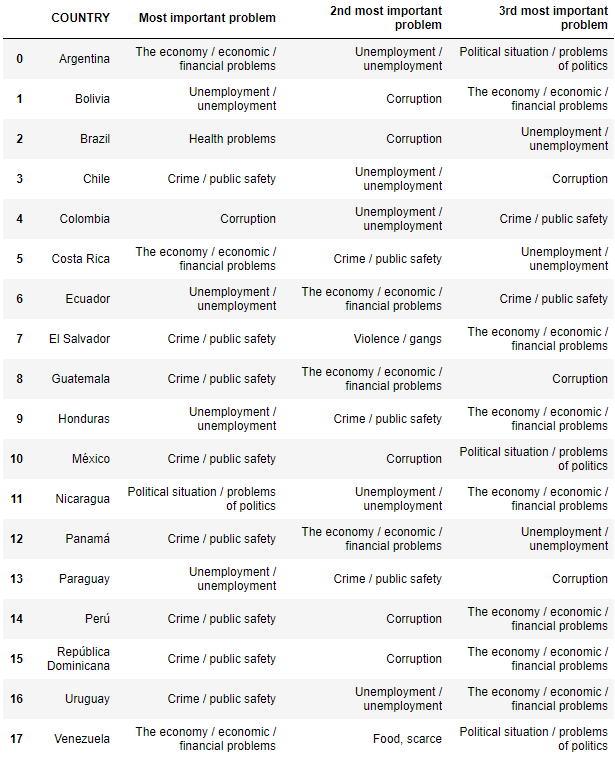 COUNTRY Most important problem 2nd most important problem 3rd most important problem
0 Argentina The economy / economic / financial problems Unemployment / unemployment Political situation / problems of politics
1 Bolivia Unemployment / unemployment Corruption The economy / economic / financial problems
2 Brazil Health problems Corruption Unemployment / unemployment
3 Chile Crime / public safety Unemployment / unemployment Corruption
4 Colombia Corruption Unemployment / unemployment Crime / public safety
5 Costa Rica The economy / economic / financial problems Crime / public safety Unemployment / unemployment
6 Ecuador Unemployment / unemployment The economy / economic / financial problems Crime / public safety
7 El Salvador Crime / public safety Violence / gangs The economy / economic / financial problems
8 Guatemala Crime / public safety The economy / economic / financial problems Corruption
9 Honduras Unemployment / unemployment Crime / public safety The economy / economic / financial problems
10 México Crime / public safety Corruption Political situation / problems of politics
11 Nicaragua Political situation / problems of politics Unemployment / unemployment The economy / economic / financial problems
12 Panamá Crime / public safety The economy / economic / financial problems Unemployment / unemployment
13 Paraguay Unemployment / unemployment Crime / public safety Corruption
14 Perú Crime / public safety Corruption The economy / economic / financial problems
15 República Dominicana Crime / public safety Corruption The economy / economic / financial problems
16 Uruguay Crime / public safety Unemployment / unemployment The economy / economic / financial problems
17 Venezuela The economy / economic / financial problems Food, scarce Political situation / problems of politics